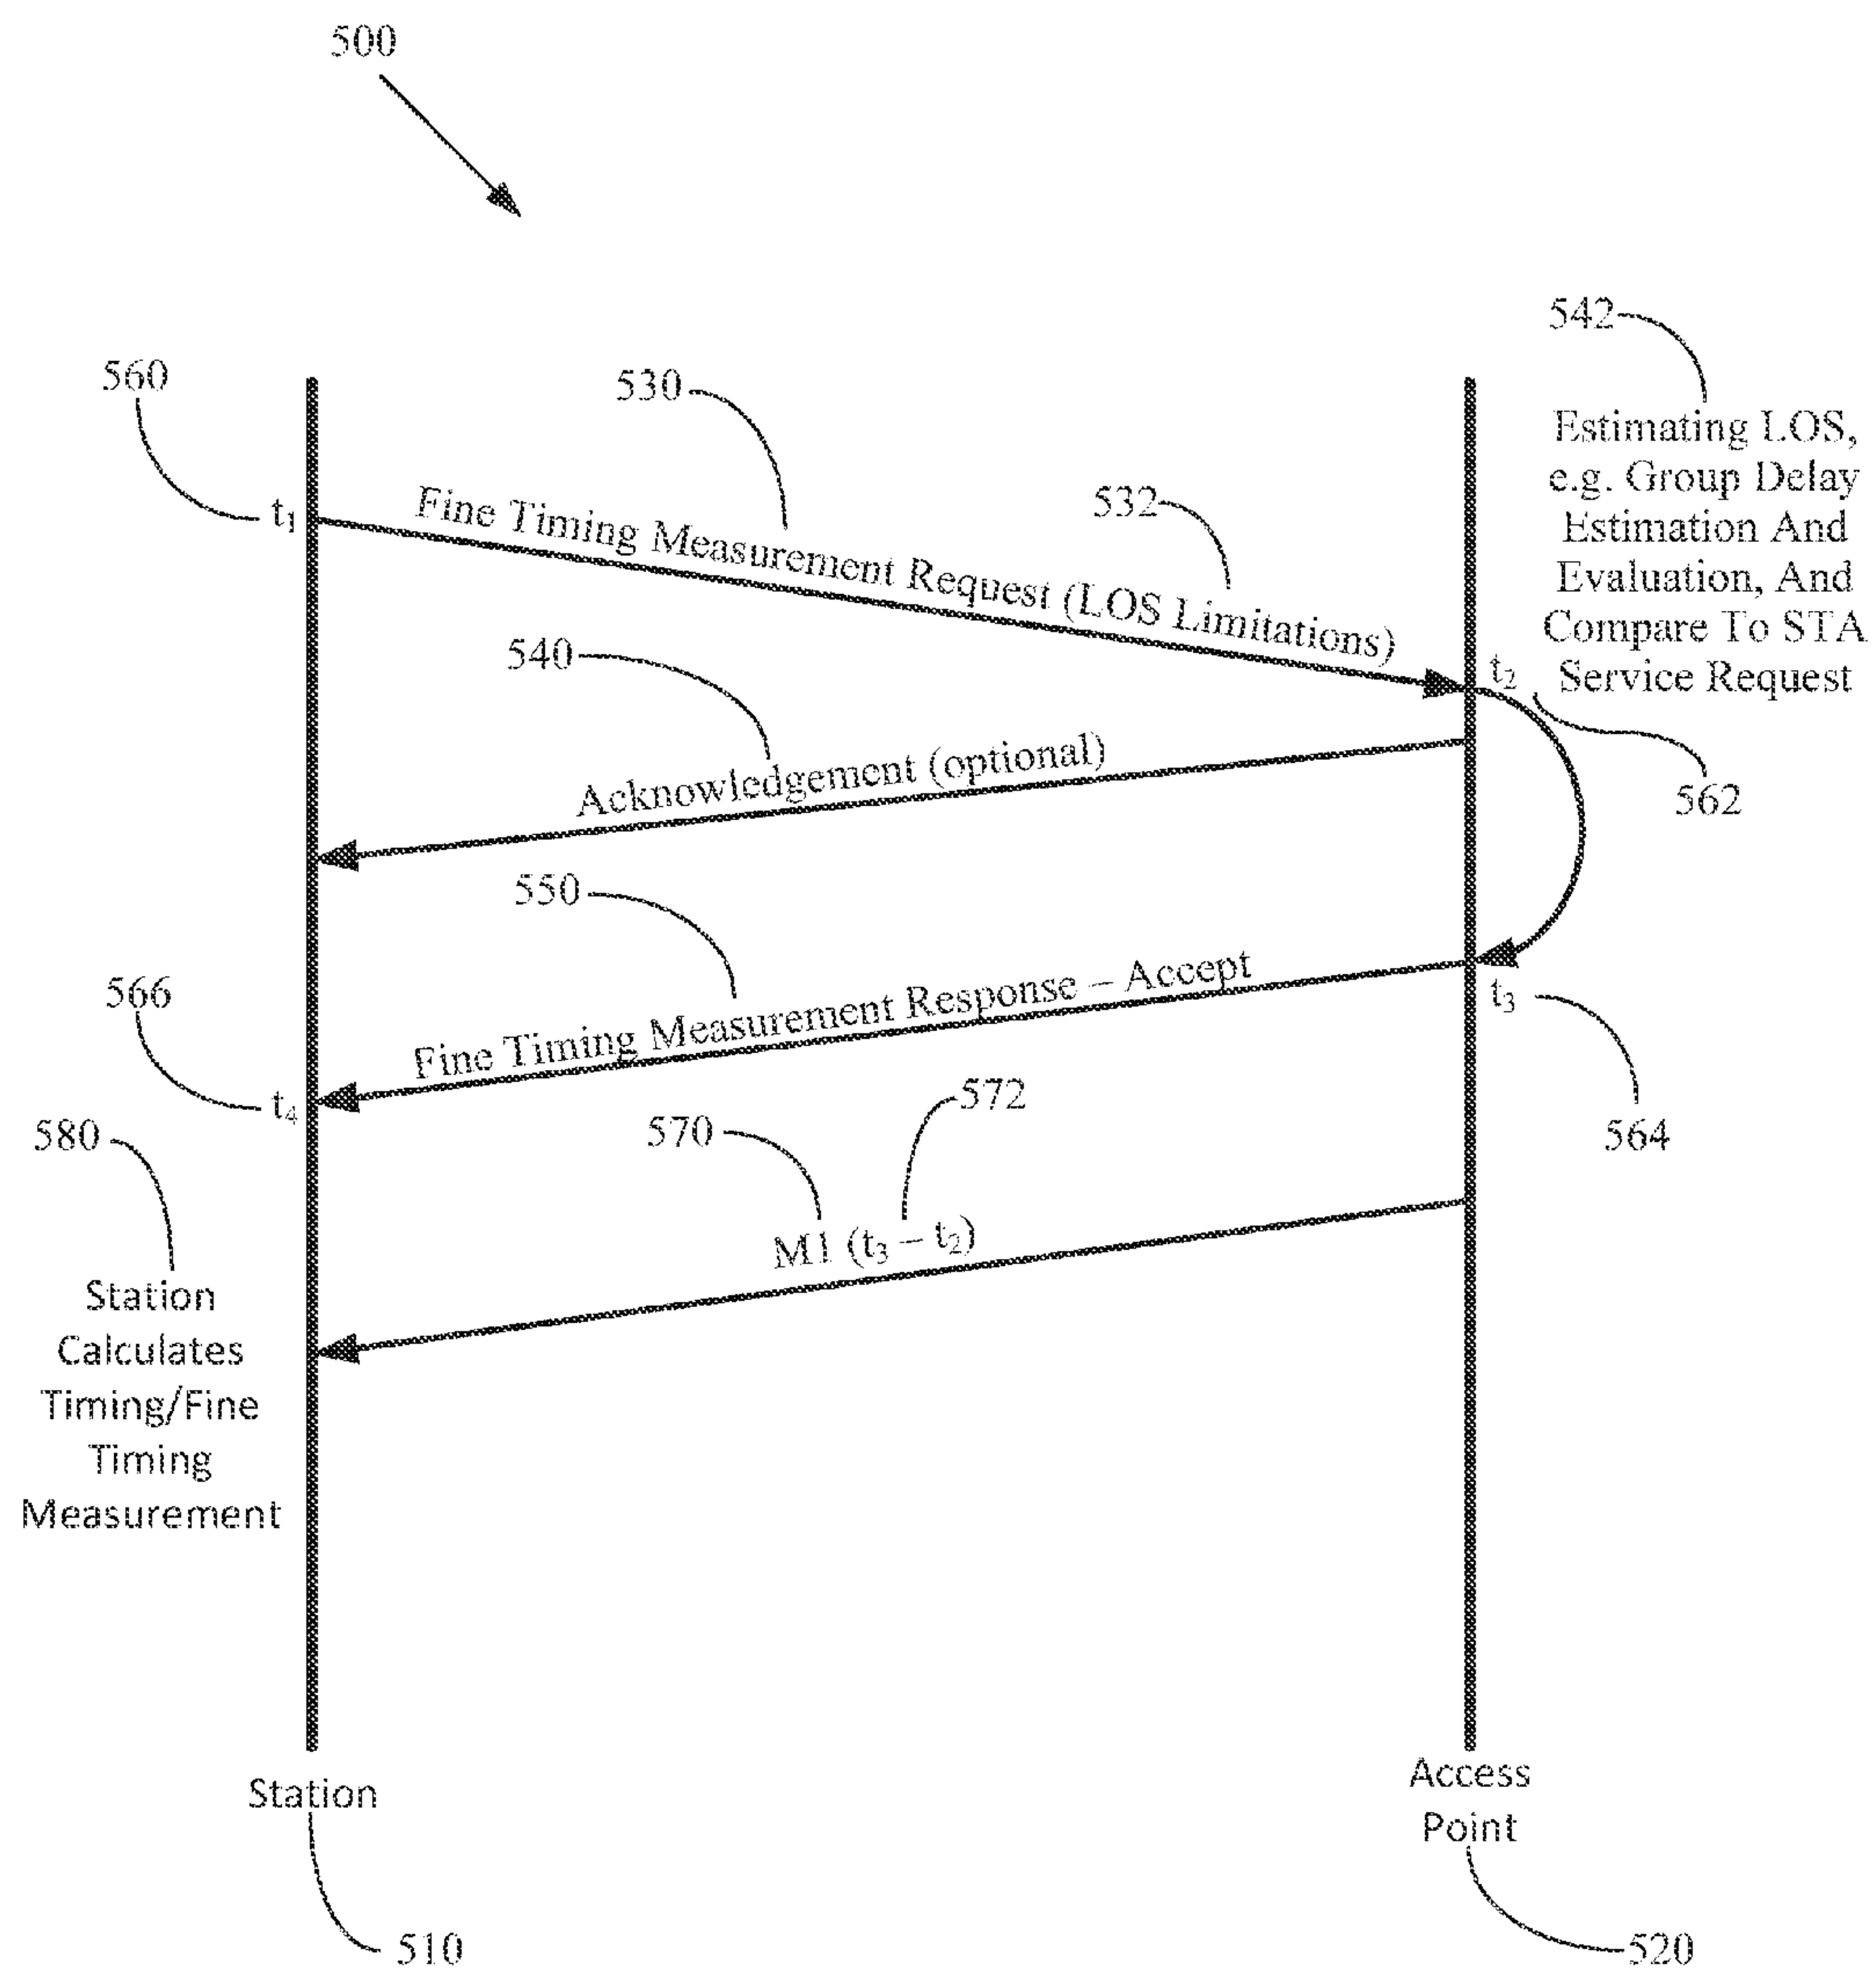 500
542
560
530
Estimating LOS,
e.g. Group Delay
Estimation And
Evaluation, And
Compare To STA
Service Request
532
t₁
Fine Timing Measurement Request (LOS Limitations)
540
t₂
562
Acknowledgement (optional)
550
566
Fine Timing Measurement Response – Accept
t₃
t₄
572
570
580
564
M1 (t₃ – t₂)
Station
Calculates
Timing/Fine
Timing
Measurement
Station
Access
Point
510
520